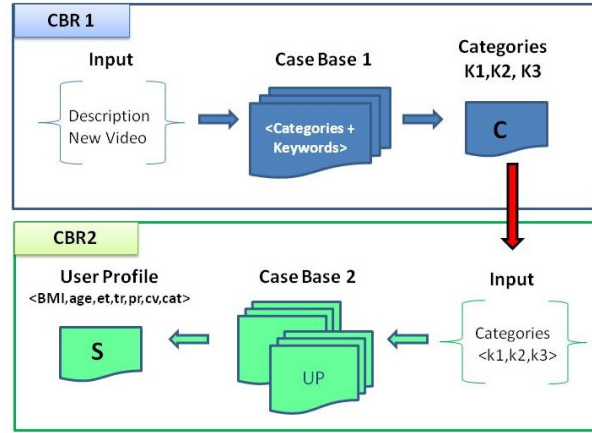 CBR 1
Input
Description
New Video
Case Base 1
<Categories +
Keywords>
Categories
K1,K2, K3
C
CBR2
User Profile
<BMI,age,et,tr,pr,cv,cat>
S
Case Base 2
UP
Input
Categories
<k1,k2,k3>